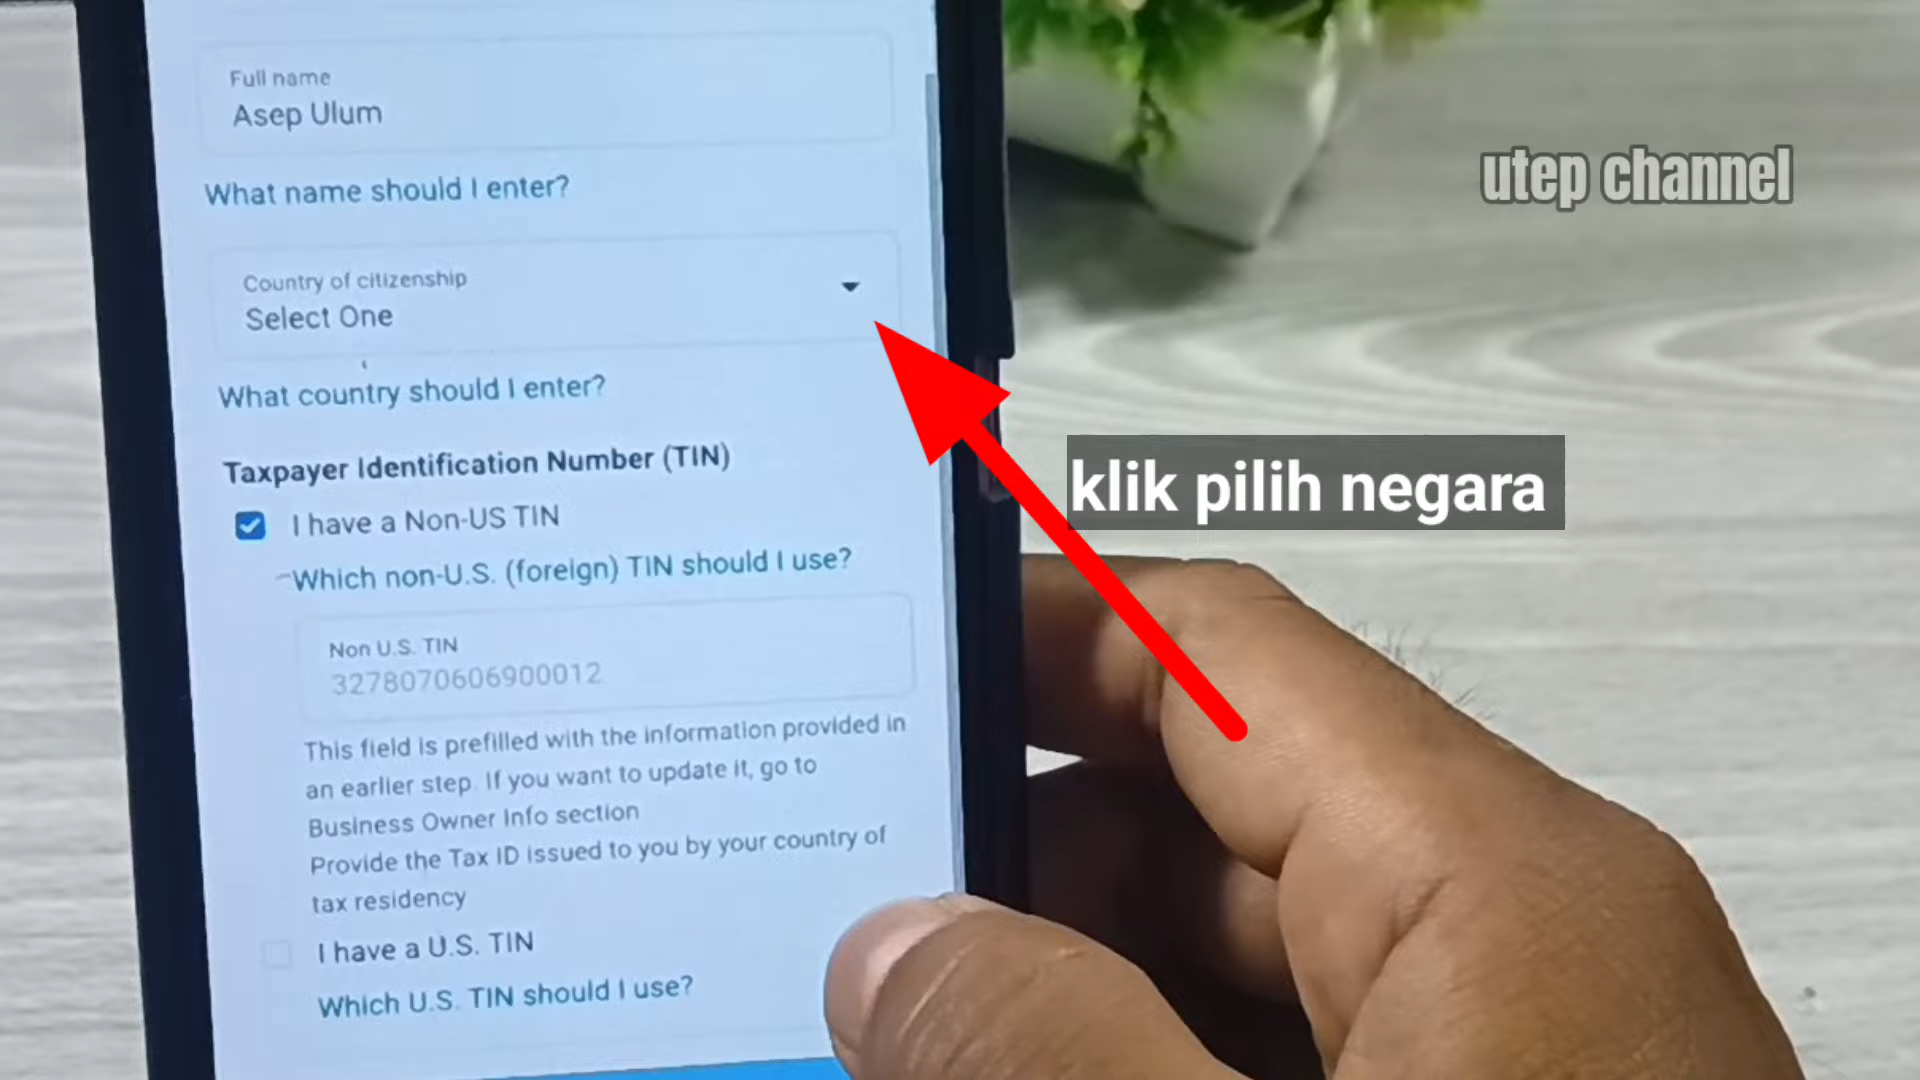 Full name
Asep Ulum
What name should I enter?
Country of citizenship
Select One
What country should I enter?
Taxpayer Identification Number (TIN)
I have a Non-US TIN
Which non-U.S. (foreign) TIN should I use?
Non U.S. TIN
3278070606900012
This field is prefilled with the information provided in
an earlier step. If you want to update it, go to
Business Owner Info section
Provide the Tax ID issued to you by your country of
tax residency
I have a U.S. TIN
Which U.S. TIN should I use?
utep channel
klik pilih negara